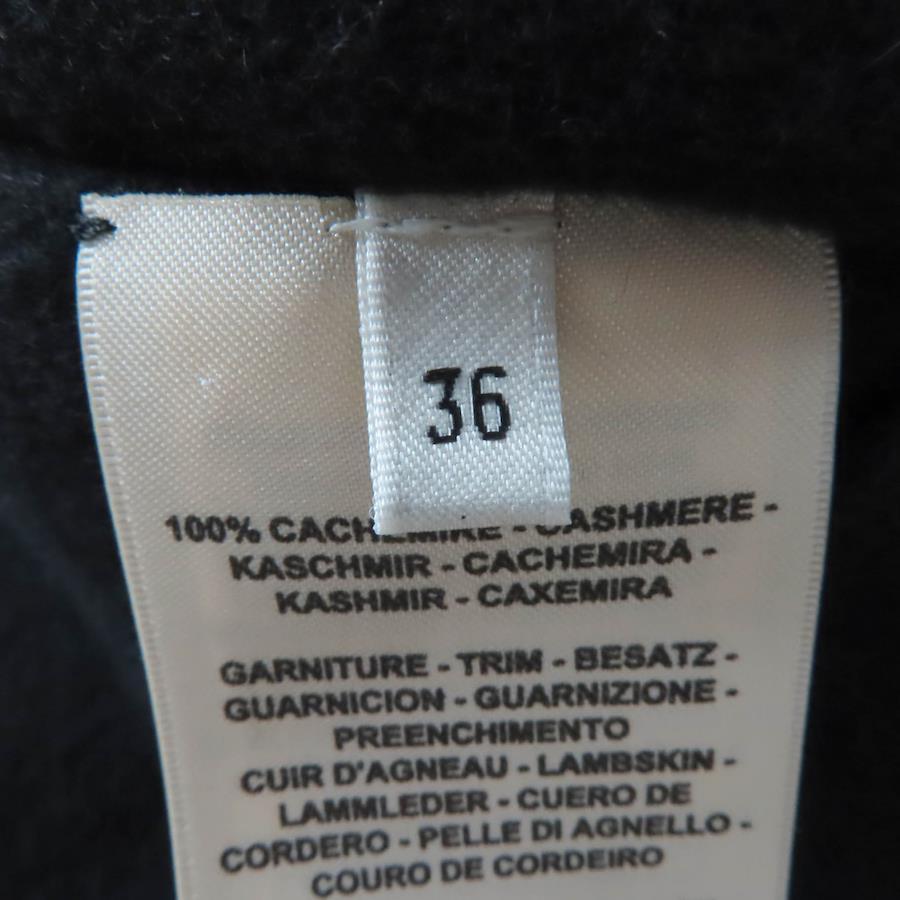 36
100% CACHEMIRE - CASHMERE -
KASCHMIR - CACHEMIRA -
KASHMIR - CAXEMIRA
GARNITURE - TRIM - BESATZ -
GUARNICION - GUARNIZIONE -
PREENCHIMENTO
CUIR D'AGNEAU - LAMBSKIN -
LAMMLEDER - CUERO DE
CORDERO - PELLE DI AGNELLO -
COURO DE CORDEIRO